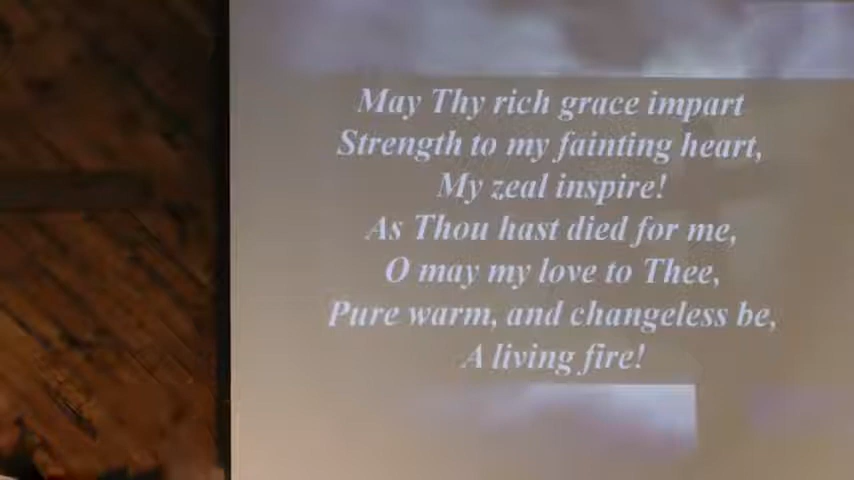 May Thy rich grace impart
Strength to my fainting heart,
My zeal inspire!
As Thou hast died for me,
O may my love to Thee,
Pure warm, and changeless be,
A living fire!